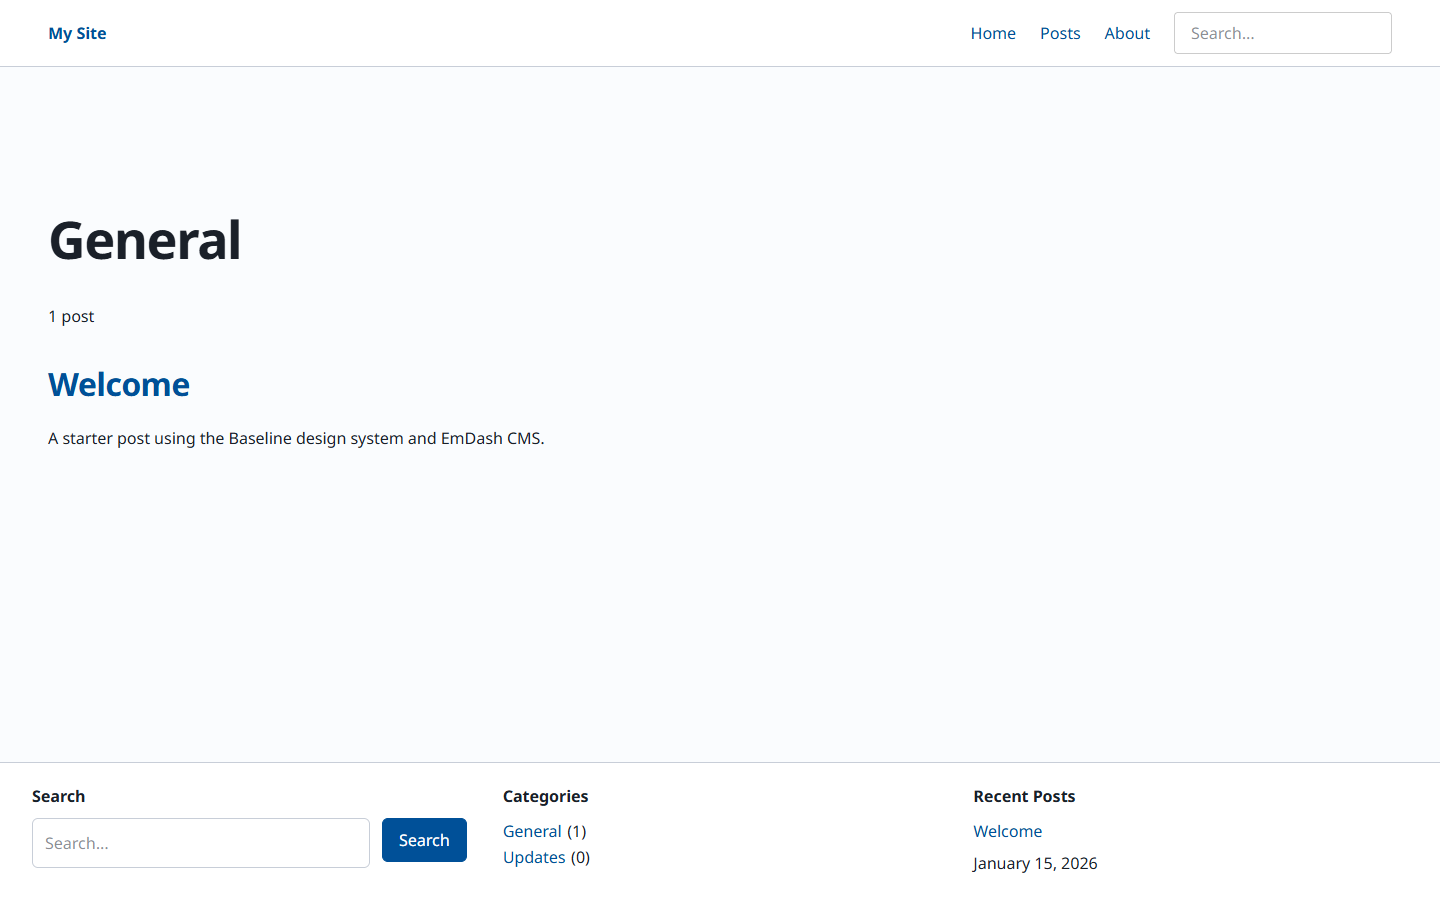 My Site
Home Posts About Search...
General
1 post
Welcome
A starter post using the Baseline design system and EmDash CMS.
Search
Search...
Search
Categories
General (1)
Updates (0)
Recent Posts
Welcome
January 15, 2026